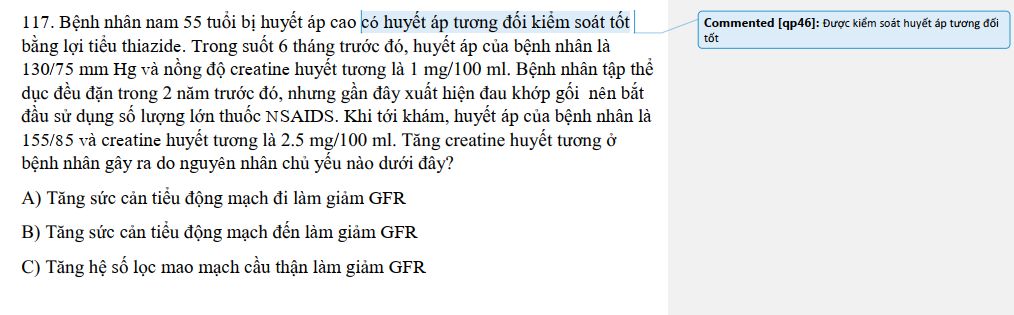 117. Bệnh nhân nam 55 tuổi bị huyết áp cao có huyết áp tương đối kiểm soát tốt
bằng lợi tiểu thiazide. Trong suốt 6 tháng trước đó, huyết áp của bệnh nhân là
130/75 mm Hg và nồng độ creatine huyết tương là 1 mg/100 ml. Bệnh nhân tập thể
dục đều đặn trong 2 năm trước đó, nhưng gần đây xuất hiện đau khớp gối nên bắt
đầu sử dụng số lượng lớn thuốc NSAIDS. Khi tới khám, huyết áp của bệnh nhân là
155/85 và creatine huyết tương là 2.5 mg/100 ml. Tăng creatine huyết tương ở
bệnh nhân gây ra do nguyên nhân chủ yếu nào dưới đây?
A) Tăng sức cản tiểu động mạch đi làm giảm GFR
B) Tăng sức cản tiểu động mạch đến làm giảm GFR
C) Tăng hệ số lọc mao mạch cầu thận làm giảm GFR
Commented [qp46]: Được kiểm soát huyết áp tương đối
tốt